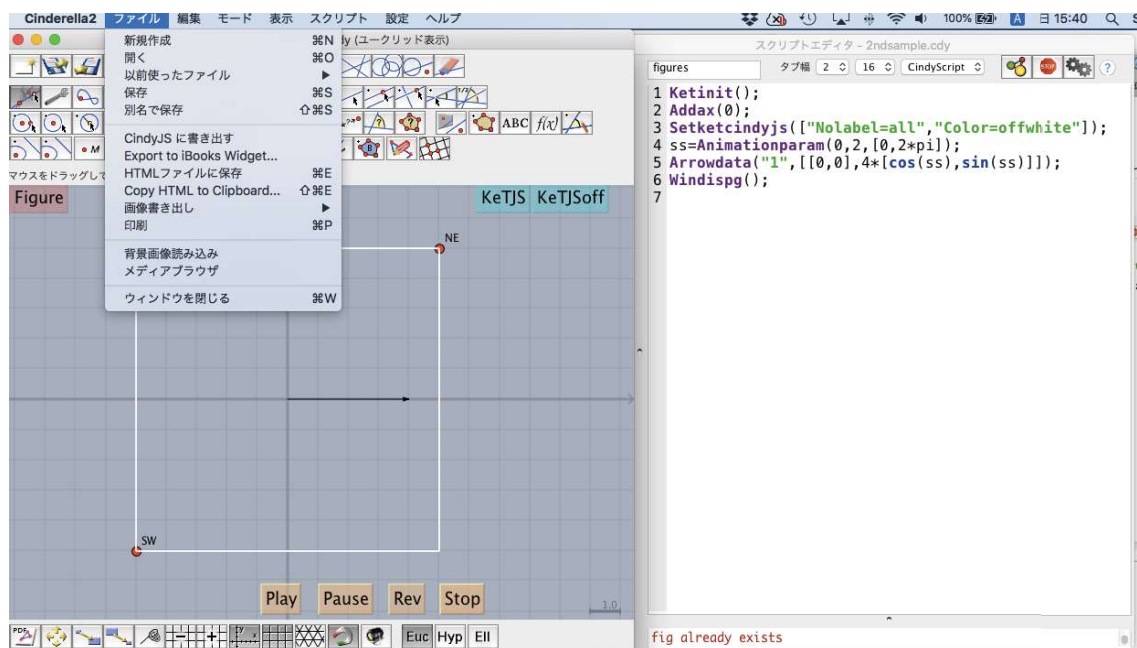 Cinderella2 ファイル 編集 モード 表示 スクリプト 設定 ヘルプ 100% A 日 15:40
新規作成 ⌘N
開く ⌘O
以前使ったファイル ▶
保存 ⌘S
別名で保存 ⇧⌘S
CindyJS に書き出す
Export to iBooks Widget...
HTMLファイルに保存 ⌘E
Copy HTML to Clipboard... ⇧⌘E
画像書き出し ▶
印刷 ⌘P
背景画像読み込み
メディアブラウザ
ウィンドウを閉じる ⌘W
(ユークリッド表示)
ABC f(x)
マウスをドラッグして
Figure
KeTJS KeTJSoff
NE
SW
Play Pause Rev Stop
1.0
PDF Euc Hyp Ell
スクリプトエディタ - 2ndsample.cdy
figures タブ幅 2 16 CindyScript STOP ?
1 Ketinit();
2 Addax(0);
3 Setketcindyjs(["Nolabel=all","Color=offwhite"]);
4 ss=Animationparam(0,2,[0,2*pi]);
5 Arrowdata("1",[[0,0],4*[cos(ss),sin(ss)]]);
6 Windispg();
7
fig already exists